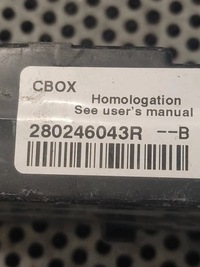 CBOX
Homologation
See user's manual
280246043R --B